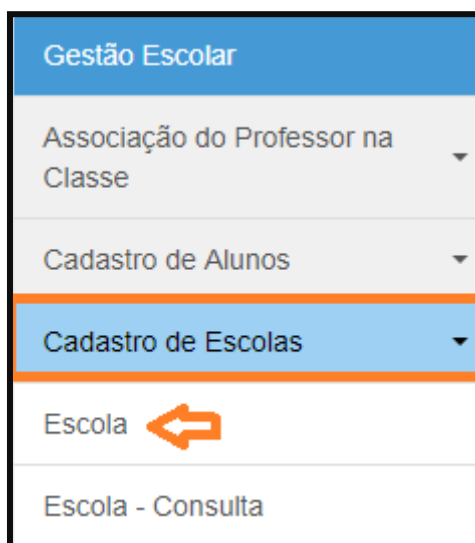 Gestão Escolar
Associação do Professor na
Classe
Cadastro de Alunos
Cadastro de Escolas
Escola
Escola - Consulta